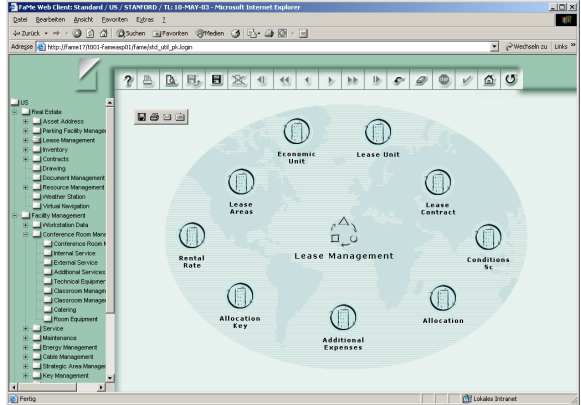 FaMe Web Client: Standard / US / STANFORD / TL: 10-MAY-03 - Microsoft Internet Explorer
Datei Bearbeiten Ansicht Favoriten Extras ?
Zurück Suchen Favoriten Medien
Adresse http://fame17/t001-fameasp01/fame/std_util_pk.login Wechseln zu Links »
US
Real Estate
Asset Address
Parking Facility Manage
Lease Management
Inventory
Contracts
Drawing
Document Management
Resource Management
Weather Station
Virtual Navigation
Facility Management
Workstation Data
Conference Room Mana
Conference Room M
Internal Service
External Service
Additional Services
Technical Equipmen
Classroom Managm
Classroom Manager
Catering
Room Equipment
Service
Maintenance
Energy Management
Cable Management
Strategic Area Manage
Key Management
Economic
Unit
Lease Unit
Lease
Areas
Lease
Contract
Rental
Rate
Lease Management
Conditions
Sc
Allocation
Key
Allocation
Additional
Expenses
Fertig
Lokales Intranet